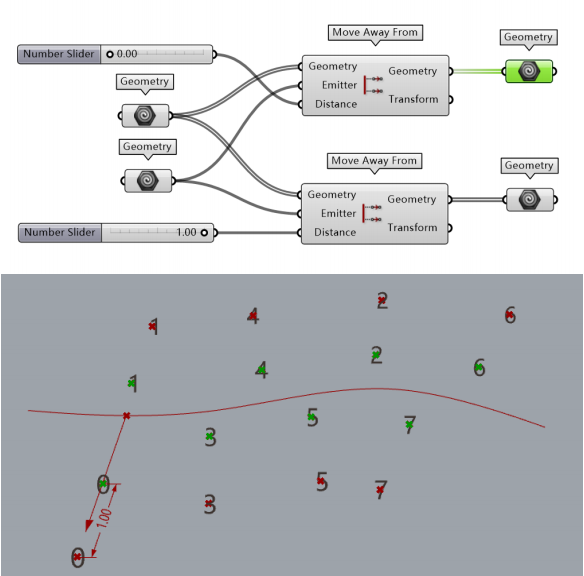 Move Away From
Geometry
Number Slider 0.00
Geometry
Geometry
Emitter
Distance
Geometry
Transform
Geometry
Move Away From
Geometry
Geometry
Emitter
Distance
Geometry
Transform
Number Slider 1.00
1
4
2
6
1
4
2
6
3
5
7
0
1.00
3
5
7
0